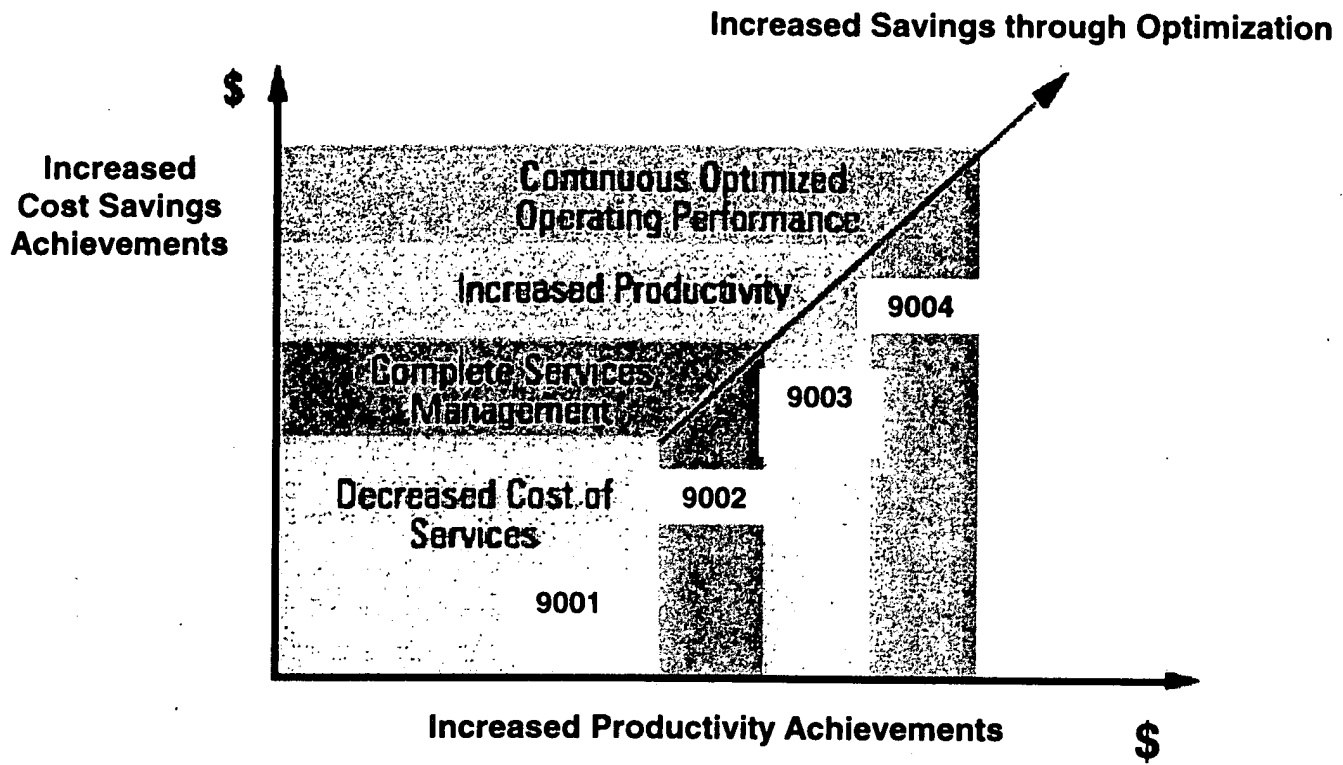 Increased Savings through Optimization
$
Increased
Cost Savings
Achievements
Continuous Optimized
Operating Performance
Increased Productivity
9004
Complete Services
Management
9003
Decreased Cost of
Services
9002
9001
Increased Productivity Achievements
$